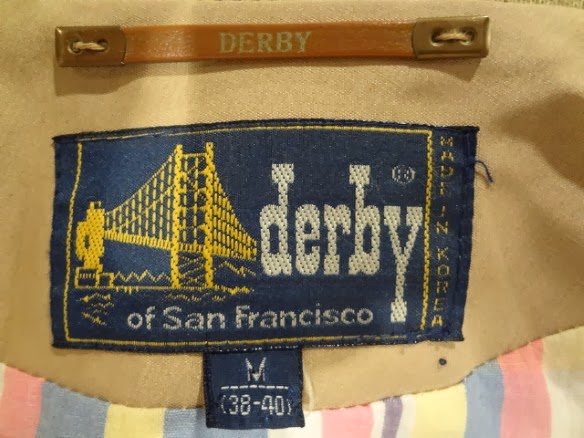 DERBY
derby®
of San Francisco
MADE IN KOREA
M
(38-40)